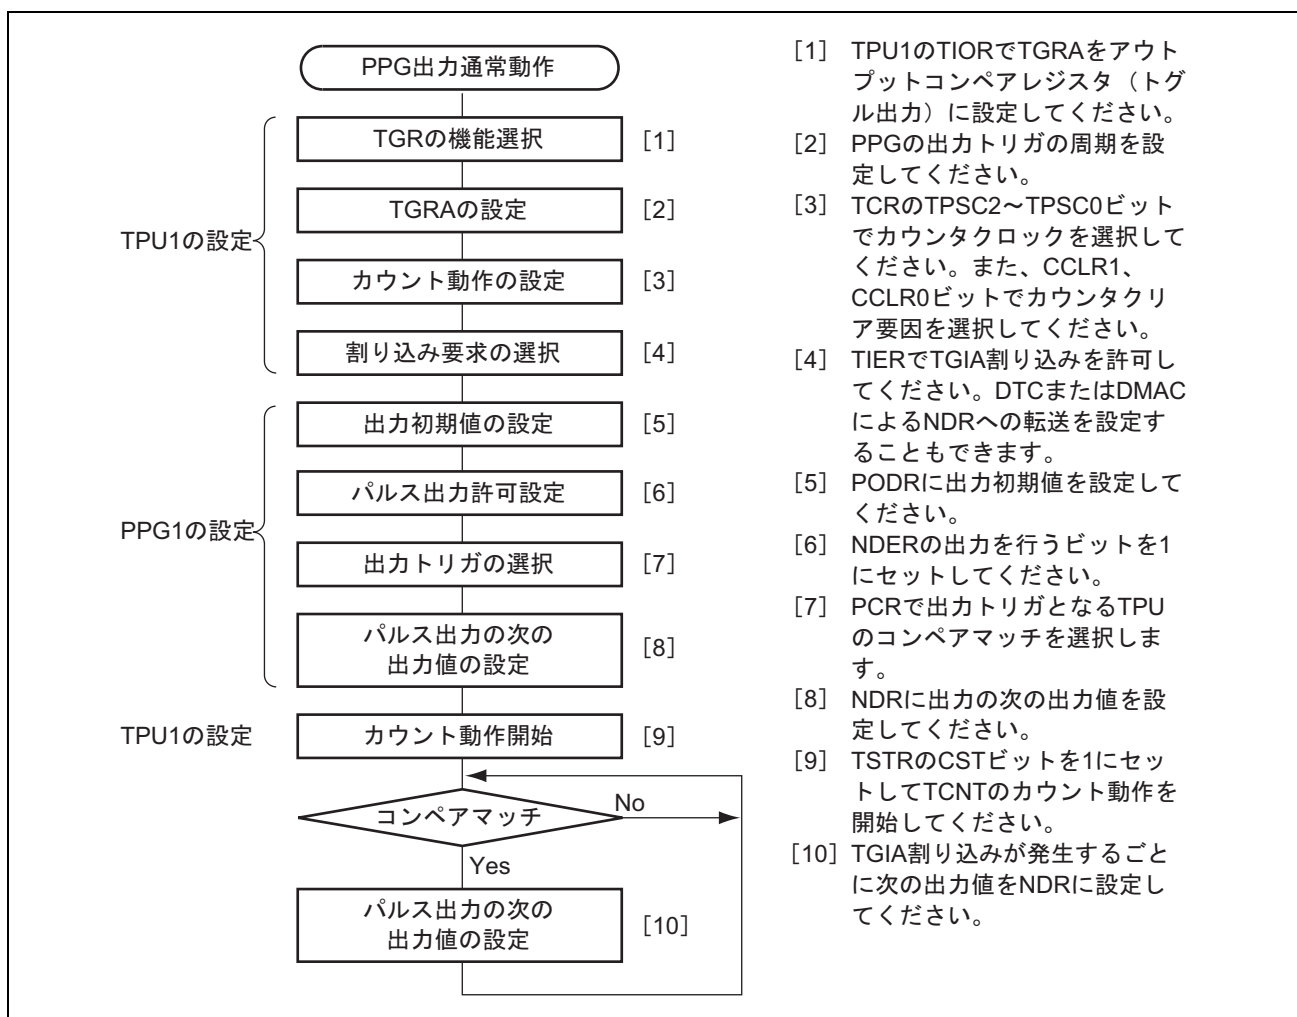 PPG出力通常動作
TPU1の設定
TGRの機能選択 [1]
TGRAの設定 [2]
カウント動作の設定 [3]
割り込み要求の選択 [4]
PPG1の設定
出力初期値の設定 [5]
パルス出力許可設定 [6]
出力トリガの選択 [7]
パルス出力の次の
出力値の設定 [8]
TPU1の設定
カウント動作開始 [9]
コンペアマッチ
No
Yes
パルス出力の次の
出力値の設定 [10]
[1] TPU1のTIORでTGRAをアウト
プットコンペアレジスタ（トグ
ル出力）に設定してください。
[2] PPGの出力トリガの周期を設
定してください。
[3] TCRのTPSC2～TPSC0ビット
でカウンタクロックを選択して
ください。また、CCLR1、
CCLR0ビットでカウンタクリ
ア要因を選択してください。
[4] TIERでTGIA割り込みを許可し
てください。DTCまたはDMAC
によるNDRへの転送を設定す
ることもできます。
[5] PODRに出力初期値を設定して
ください。
[6] NDERの出力を行うビットを1
にセットしてください。
[7] PCRで出力トリガとなるTPU
のコンペアマッチを選択しま
す。
[8] NDRに出力の次の出力値を設
定してください。
[9] TSTRのCSTビットを1にセッ
トしてTCNTのカウント動作を
開始してください。
[10] TGIA割り込みが発生するごと
に次の出力値をNDRに設定し
てください。